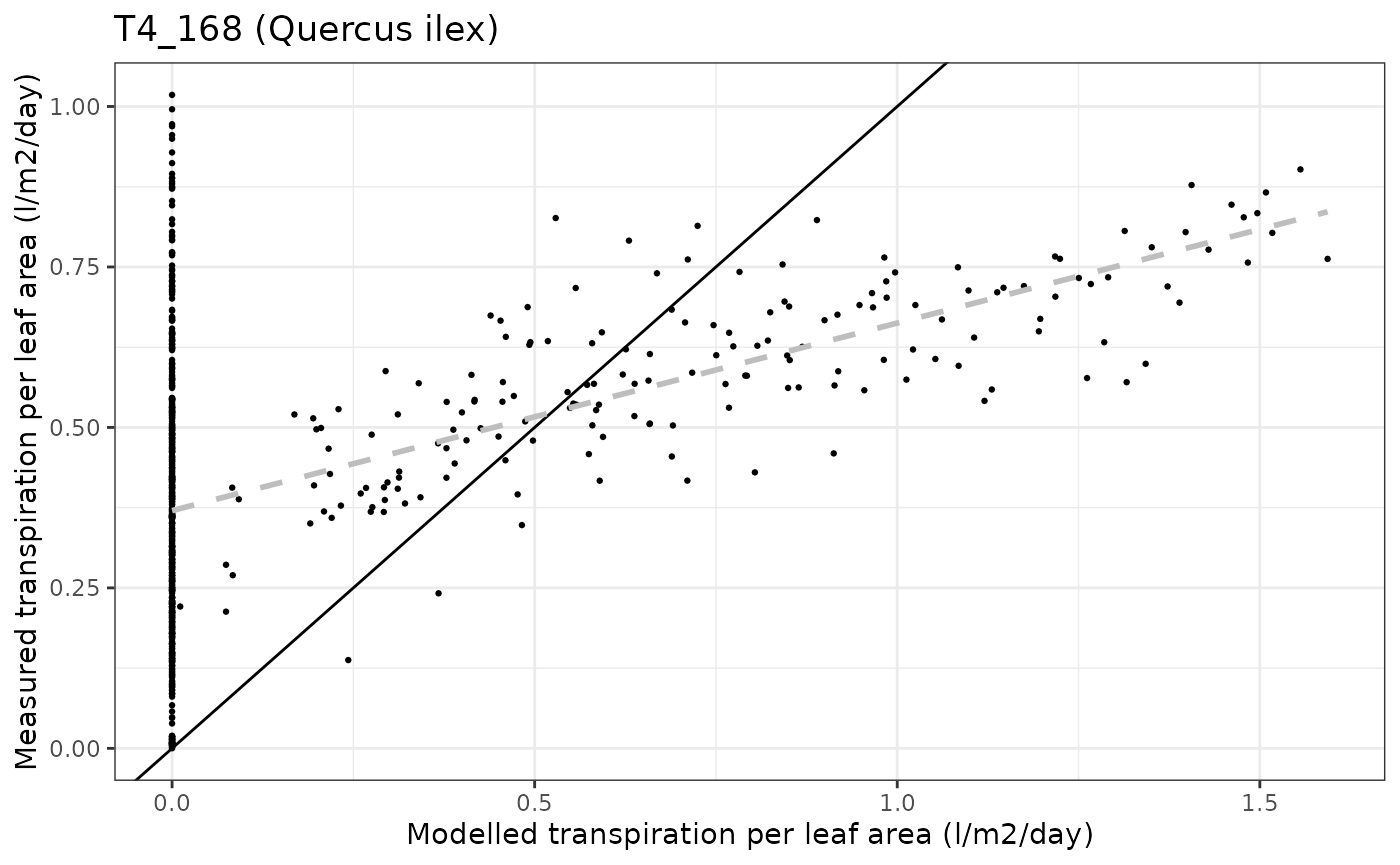 T4_168 (Quercus ilex)
Measured transpiration per leaf area (l/m2/day)
1.00
0.75
0.50
0.25
0.00
0.0 0.5 1.0 1.5
Modelled transpiration per leaf area (l/m2/day)